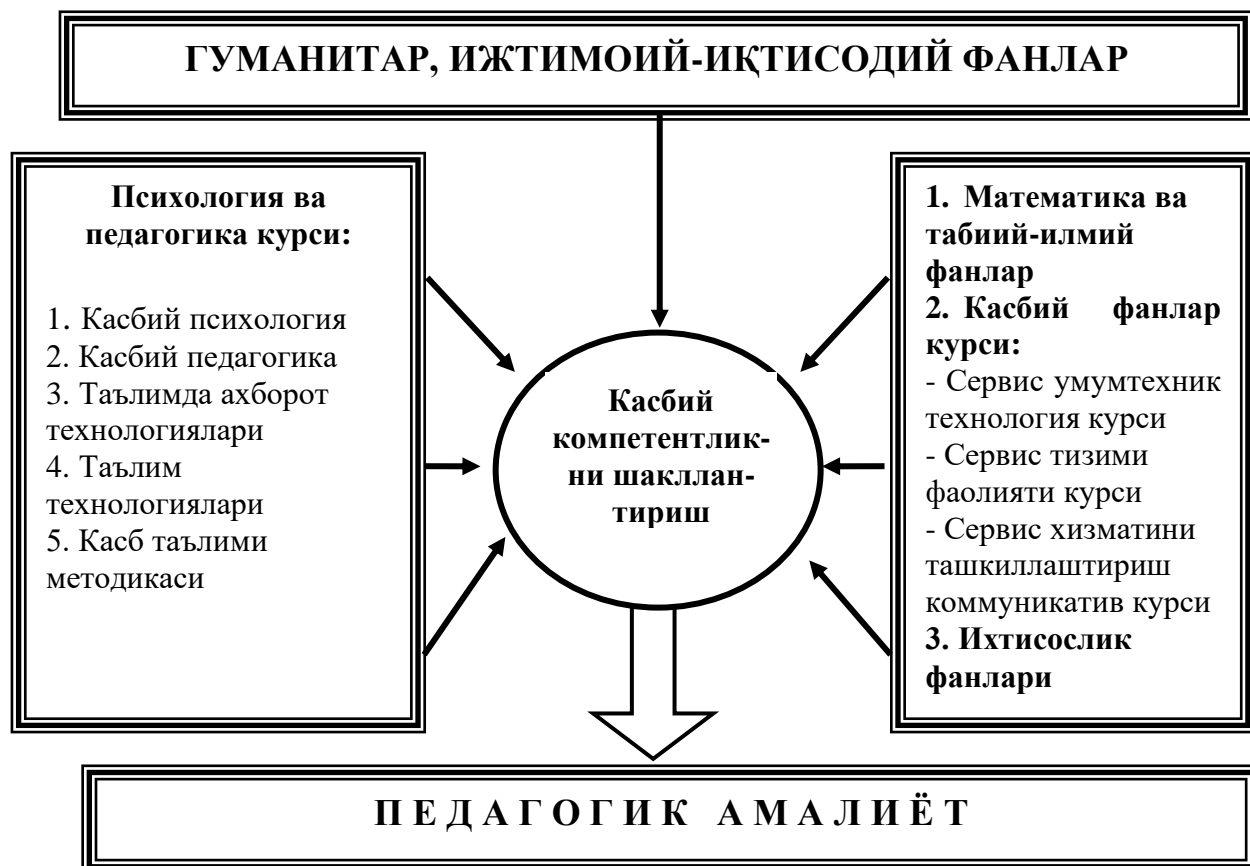 ГУМАНИТАР, ИЖТИМОИЙ-ИҚТИСОДИЙ ФАНЛАР
Психология ва
педагогика курси:
1. Касбий психология
2. Касбий педагогика
3. Таълимда ахборот
технологиялари
4. Таълим
технологиялари
5. Касб таълими
методикаси
Касбий
компетентлик-
ни шакллан-
тириш
1. Математика ва
табиий-илмий
фанлар
2. Касбий фанлар
курси:
- Сервис умумтехник
технология курси
- Сервис тизими
фаолияти курси
- Сервис хизматини
ташкиллаштириш
коммуникатив курси
3. Ихтисослик
фанлари
П Е Д А Г О Г И К А М А Л И Ё Т